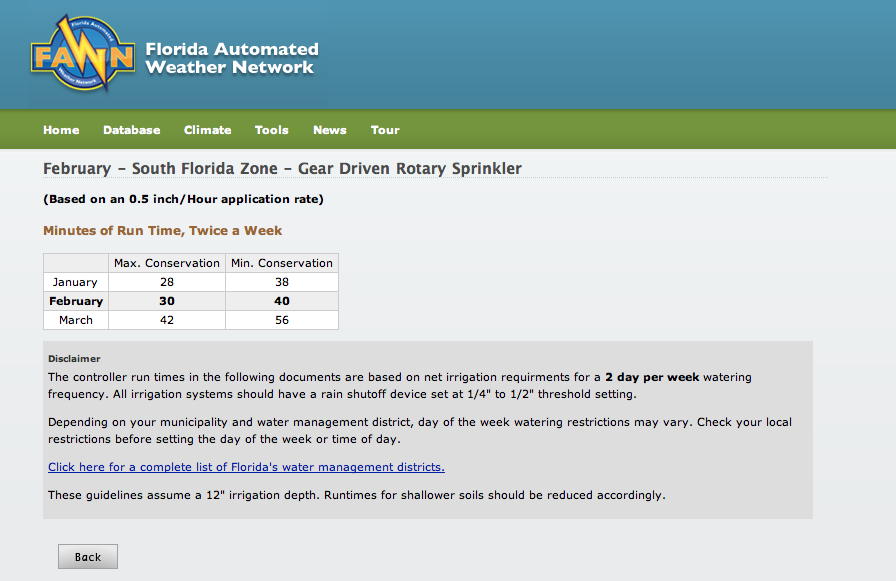 Florida Automated
FAWN
Weather Network
Florida Automated
Weather Network
Home Database Climate Tools News Tour
February - South Florida Zone - Gear Driven Rotary Sprinkler
(Based on an 0.5 inch/Hour application rate)
Minutes of Run Time, Twice a Week
Max. Conservation Min. Conservation
January 28 38
February 30 40
March 42 56
Disclaimer
The controller run times in the following documents are based on net irrigation requirments for a 2 day per week watering
frequency. All irrigation systems should have a rain shutoff device set at 1/4" to 1/2" threshold setting.
Depending on your municipality and water management district, day of the week watering restrictions may vary. Check your local
restrictions before setting the day of the week or time of day.
Click here for a complete list of Florida's water management districts.
These guidelines assume a 12" irrigation depth. Runtimes for shallower soils should be reduced accordingly.
Back